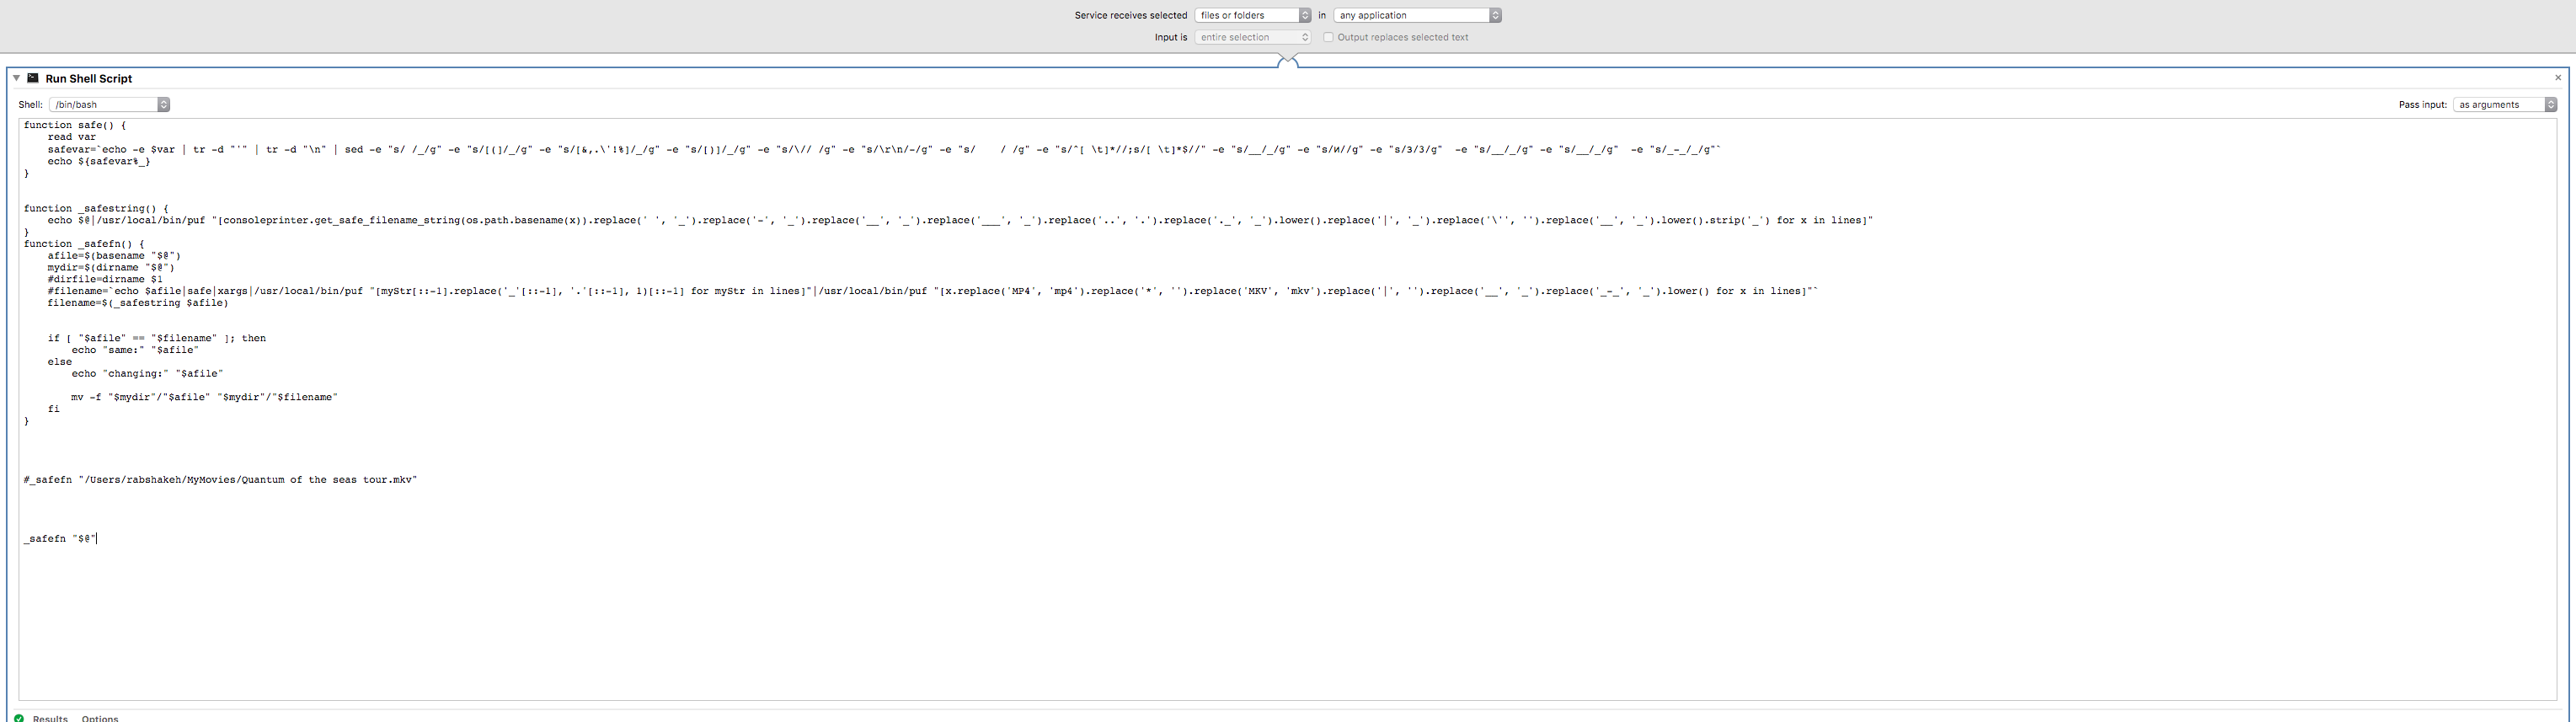 Service receives selected files or folders in any application
Input is entire selection Output replaces selected text
Run Shell Script
Shell: /bin/bash Pass input: as arguments
function safe() {
    read var
    safevar=`echo -e $var | tr -d "'" | tr -d "\n" | sed -e "s/ /_/g" -e "s/[(]/_/g" -e "s/[&,.\'!%]/_/g" -e "s/[)]/_/g" -e "s/\// /g" -e "s/\r\n/-/g" -e "s/    / /g" -e "s/^[ \t]*//;s/[ \t]*$//" -e "s/__/_/g" -e "s/И//g" -e "s/3/3/g"  -e "s/__/_/g" -e "s/__/_/g"  -e "s/_-_/_/g"`
    echo ${safevar%_}
}
function _safestring() {
    echo $@|/usr/local/bin/puf "[consoleprinter.get_safe_filename_string(os.path.basename(x)).replace(' ', '_').replace('-', '_').replace('__', '_').replace('___', '_').replace('..', '.').replace('._', '_').lower().replace('|', '_').replace('\'', '').replace('__', '_').lower().strip('_') for x in lines]"
}
function _safefn() {
    afile=$(basename "$@")
    mydir=$(dirname "$@")
    #dirfile=dirname $1
    #filename=`echo $afile|safe|xargs|/usr/local/bin/puf "[myStr[::-1].replace('_'[::-1], '.'[::-1], 1)[::-1] for myStr in lines]"|/usr/local/bin/puf "[x.replace('MP4', 'mp4').replace('*', '').replace('MKV', 'mkv').replace('|', '').replace('__', '_').replace('_-_', '_').lower() for x in lines]"`
    filename=$(_safestring $afile)
    if [ "$afile" == "$filename" ]; then
        echo "same:" "$afile"
    else
        echo "changing:" "$afile"
        mv -f "$mydir"/"$afile" "$mydir"/"$filename"
    fi
}
#_safefn "/Users/rabshakeh/MyMovies/Quantum of the seas tour.mkv"
_safefn "$@"
Results Options